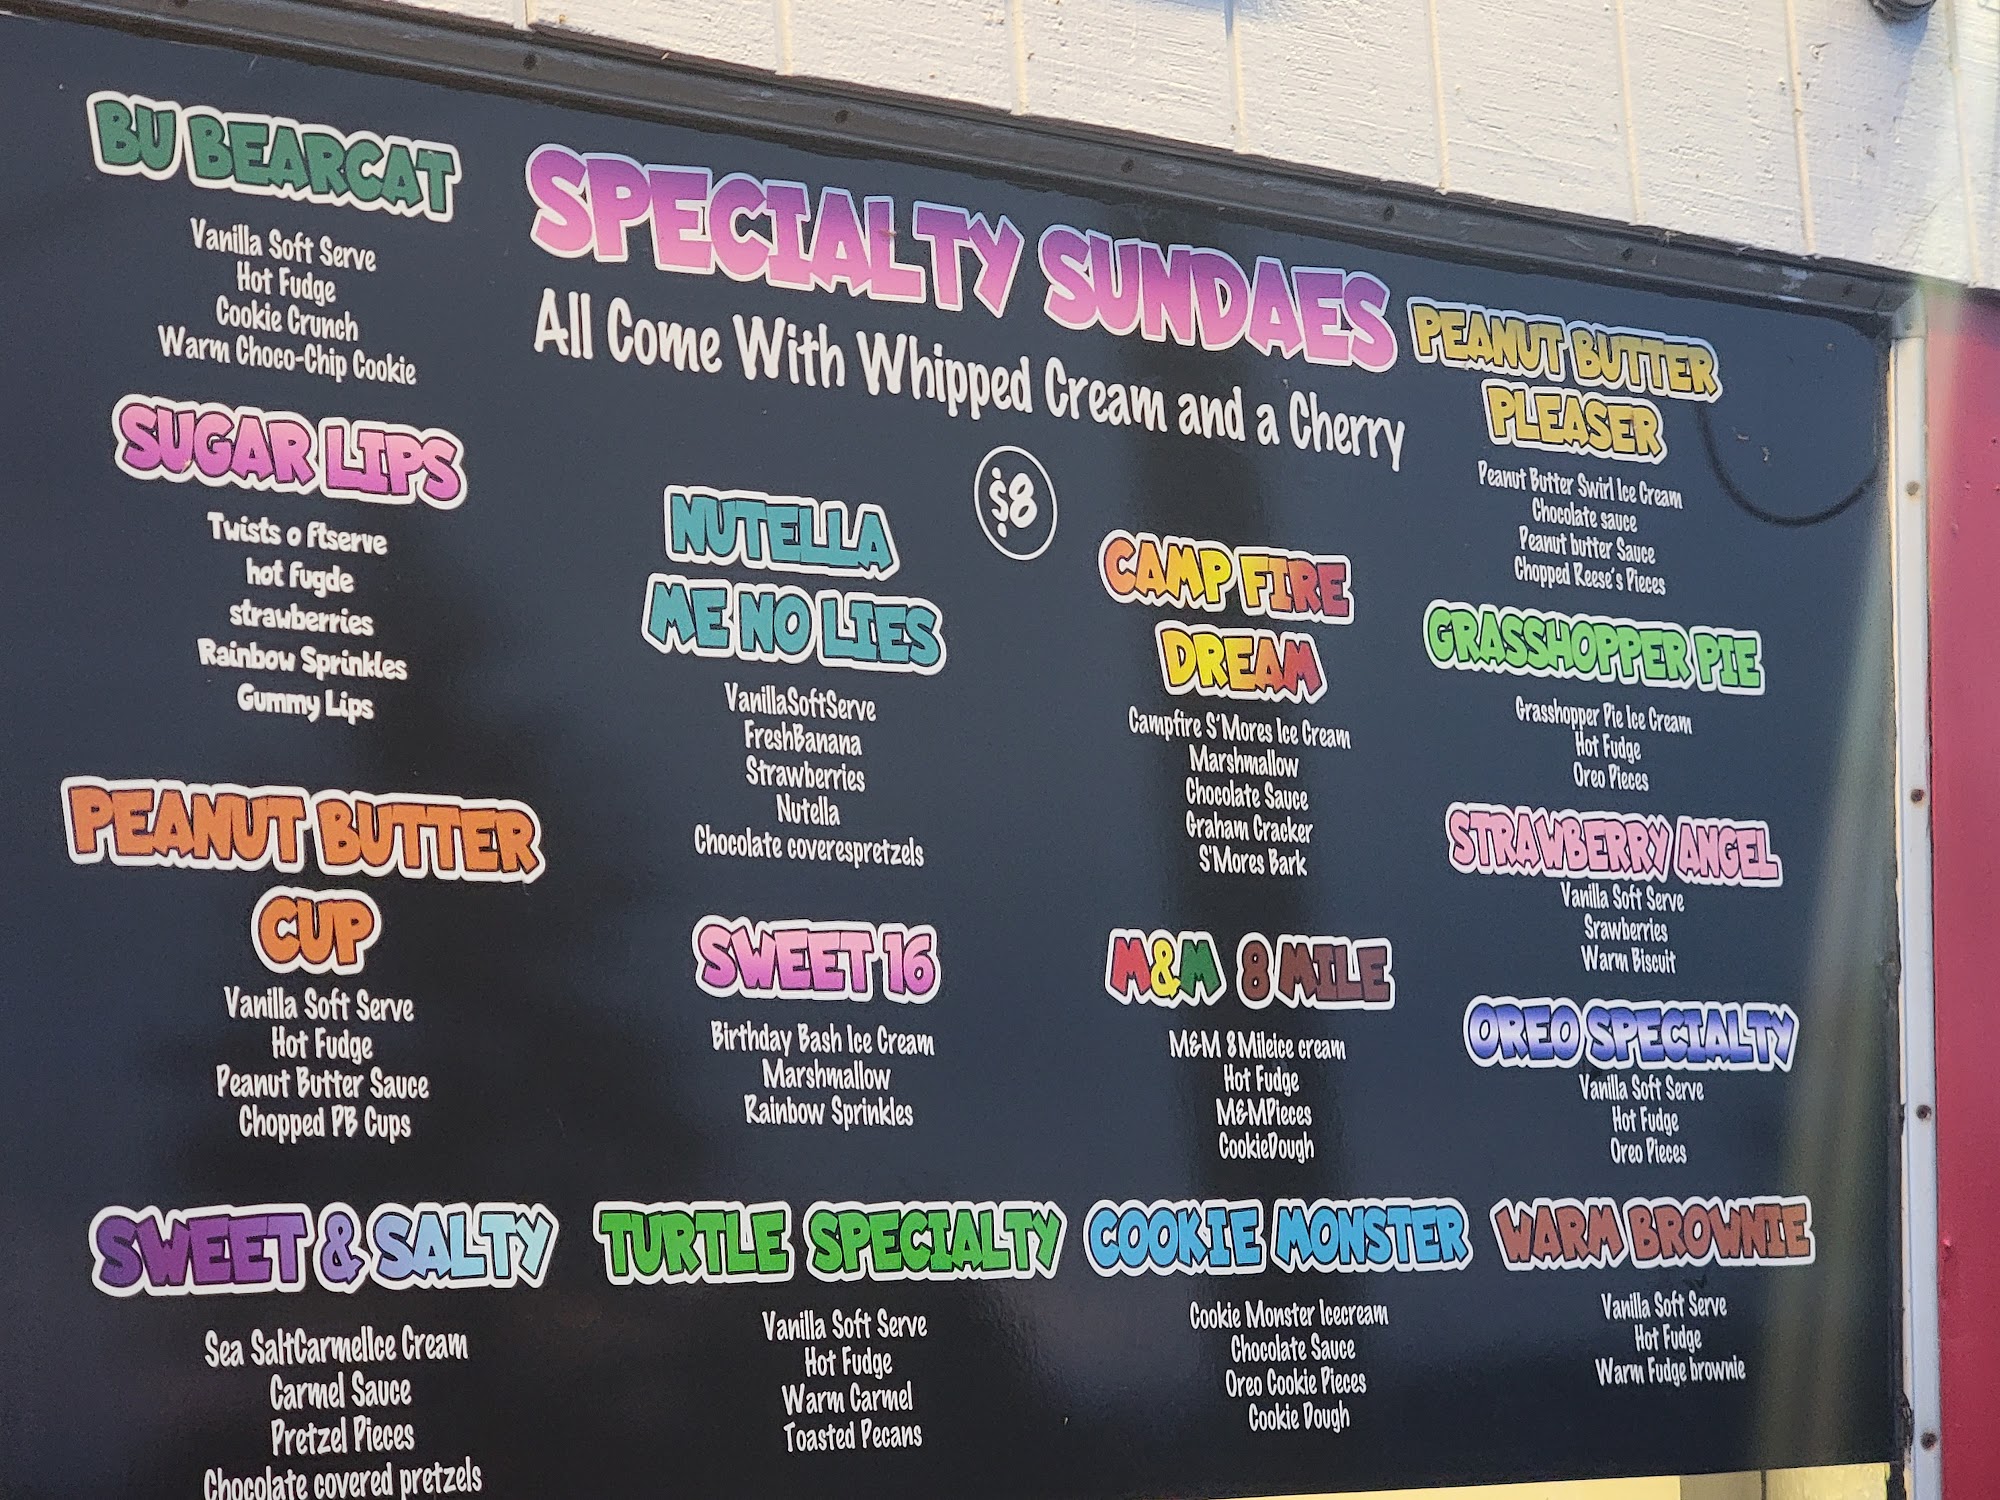 BU BEARCAT
Vanilla Soft Serve
Hot Fudge
Cookie Crunch
Warm Choco-Chip Cookie
SUGAR LIPS
Twists o ftserve
hot fugde
strawberries
Rainbow Sprinkles
Gummy Lips
PEANUT BUTTER
CUP
Vanilla Soft Serve
Hot Fudge
Peanut Butter Sauce
Chopped PB Cups
SWEET & SALTY
Sea SaltCarmelIce Cream
Carmel Sauce
Pretzel Pieces
Chocolate covered pretzels
SPECIALTY SUNDAES
All Come With Whipped Cream and a Cherry
$8
NUTELLA
ME NO LIES
VanillaSoftServe
FreshBanana
Strawberries
Nutella
Chocolate coverespretzels
SWEET 16
Birthday Bash Ice Cream
Marshmallow
Rainbow Sprinkles
TURTLE SPECIALTY
Vanilla Soft Serve
Hot Fudge
Warm Carmel
Toasted Pecans
CAMP FIRE
DREAM
Campfire S'Mores Ice Cream
Marshmallow
Chocolate Sauce
Graham Cracker
S'Mores Bark
M&M 8 MILE
M&M 8Mileice cream
Hot Fudge
M&MPieces
CookieDough
COOKIE MONSTER
Cookie Monster Icecream
Chocolate Sauce
Oreo Cookie Pieces
Cookie Dough
PEANUT BUTTER
PLEASER
Peanut Butter Swirl Ice Cream
Chocolate sauce
Peanut butter Sauce
Chopped Reese's Pieces
GRASSHOPPER PIE
Grasshopper Pie Ice Cream
Hot Fudge
Oreo Pieces
STRAWBERRY ANGEL
Vanilla Soft Serve
Srawberries
Warm Biscuit
OREO SPECIALTY
Vanilla Soft Serve
Hot Fudge
Oreo Pieces
WARM BROWNIE
Vanilla Soft Serve
Hot Fudge
Warm Fudge brownie